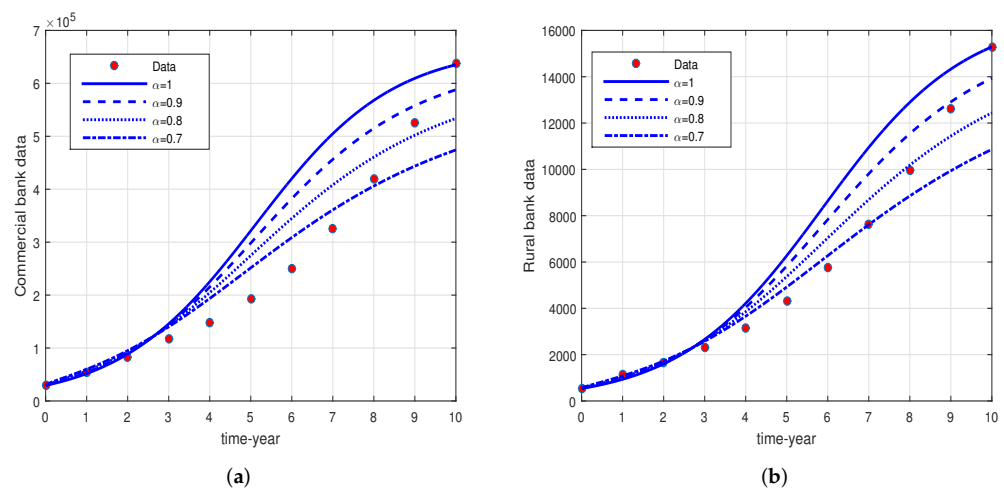 ×10⁵
7
6
5
4
3
2
1
0
Commercial bank data
Data
α=1
α=0.9
α=0.8
α=0.7
0 1 2 3 4 5 6 7 8 9 10
time-year
(a)
16000
14000
12000
10000
8000
6000
4000
2000
0
Rural bank data
Data
α=1
α=0.9
α=0.8
α=0.7
0 1 2 3 4 5 6 7 8 9 10
time-year
(b)